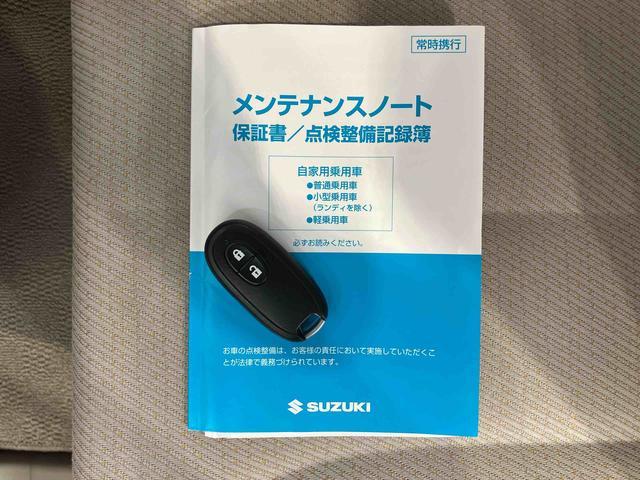 常時携行
メンテナンスノート
保証書／点検整備記録簿
自家用乗用車
●普通乗用車
●小型乗用車
（ランディを除く）
●軽乗用車
必ずお読みください。
お車の点検整備は、お客様の責任において実施していただくこ
とが法律で義務づけられています。
SUZUKI